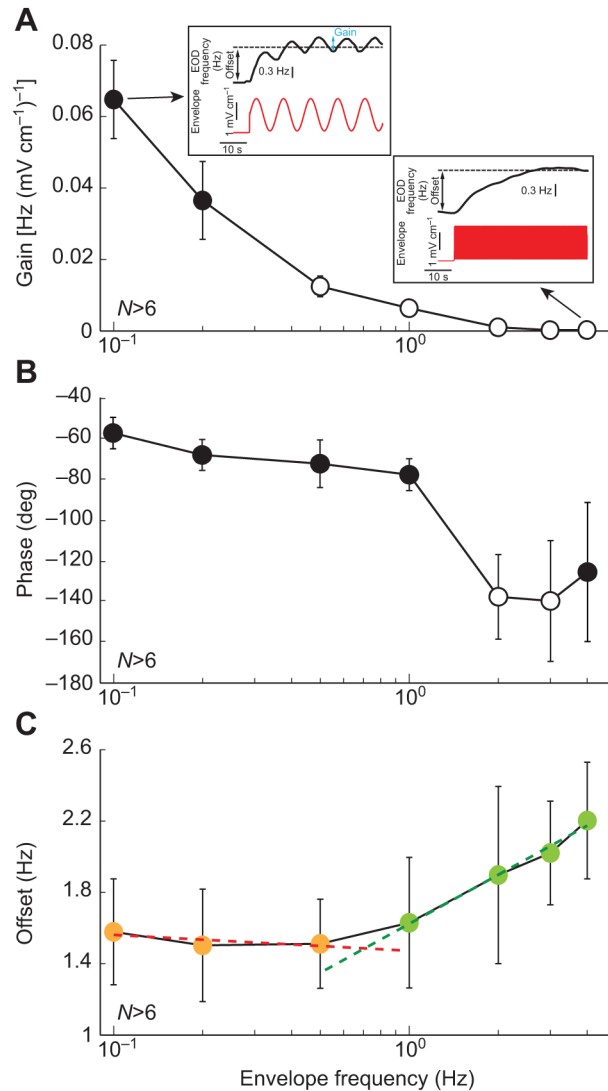 A
Gain [Hz (mV cm⁻¹)⁻¹]
0.08
0.06
0.04
0.02
0
10⁻¹
10⁰
N>6
EOD
frequency
(Hz)
Offset
Gain
0.3 Hz
Envelope
1 mV cm⁻¹
10 s
EOD
frequency
(Hz)
Offset
0.3 Hz
Envelope
1 mV cm⁻¹
10 s
B
Phase (deg)
–40
–60
–80
–100
–120
–140
–160
–180
10⁻¹
10⁰
N>6
C
Offset (Hz)
2.6
2.2
1.8
1.4
1
10⁻¹
10⁰
N>6
Envelope frequency (Hz)